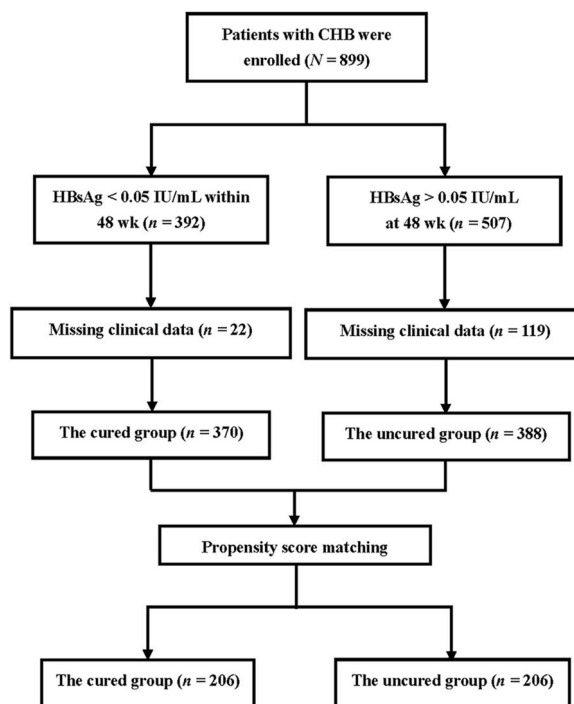 Patients with CHB were
enrolled (N = 899)
HBsAg < 0.05 IU/mL within
48 wk (n = 392)
HBsAg > 0.05 IU/mL
at 48 wk (n = 507)
Missing clinical data (n = 22)
Missing clinical data (n = 119)
The cured group (n = 370)
The uncured group (n = 388)
Propensity score matching
The cured group (n = 206)
The uncured group (n = 206)